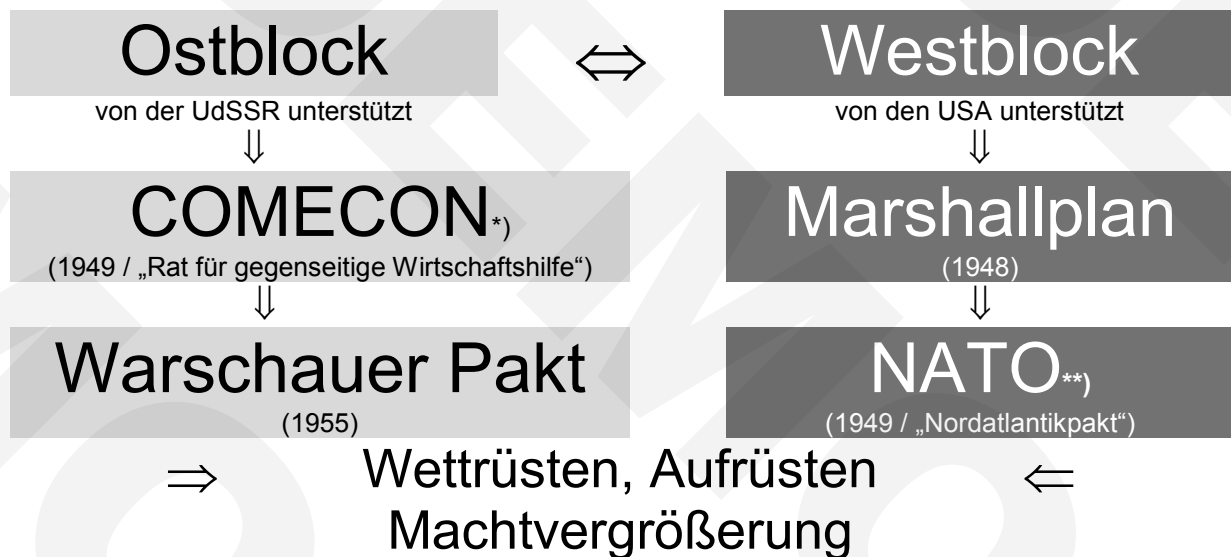 Ostblock ⇔ Westblock
von der UdSSR unterstützt von den USA unterstützt
⇓ ⇓
COMECON*) Marshallplan
(1949 / „Rat für gegenseitige Wirtschaftshilfe“) (1948)
⇓ ⇓
Warschauer Pakt NATO**)
(1955) (1949 / „Nordatlantikpakt“)
⇒ Wettrüsten, Aufrüsten ⇐
Machtvergrößerung